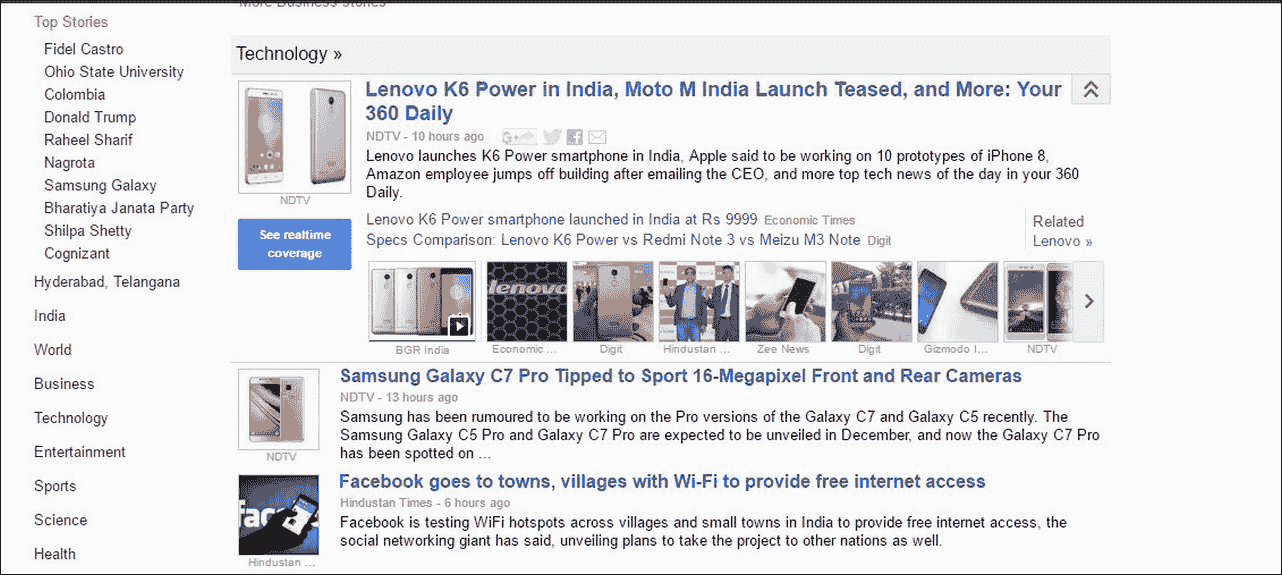 More Business stories
Top Stories
Fidel Castro
Ohio State University
Colombia
Donald Trump
Raheel Sharif
Nagrota
Samsung Galaxy
Bharatiya Janata Party
Shilpa Shetty
Cognizant
Hyderabad, Telangana
India
World
Business
Technology
Entertainment
Sports
Science
Health
Technology »
Lenovo K6 Power in India, Moto M India Launch Teased, and More: Your
360 Daily
NDTV - 10 hours ago
Lenovo launches K6 Power smartphone in India, Apple said to be working on 10 prototypes of iPhone 8,
Amazon employee jumps off building after emailing the CEO, and more top tech news of the day in your 360
Daily.
NDTV
See realtime
coverage
Lenovo K6 Power smartphone launched in India at Rs 9999 Economic Times
Specs Comparison: Lenovo K6 Power vs Redmi Note 3 vs Meizu M3 Note Digit
Related
Lenovo »
lenovo
BGR India
Economic ...
Digit
Hindustan ...
Zee News
Digit
Gizmodo I...
NDTV
Samsung Galaxy C7 Pro Tipped to Sport 16-Megapixel Front and Rear Cameras
NDTV - 13 hours ago
Samsung has been rumoured to be working on the Pro versions of the Galaxy C7 and Galaxy C5 recently. The
Samsung Galaxy C5 Pro and Galaxy C7 Pro are expected to be unveiled in December, and now the Galaxy C7 Pro
has been spotted on ...
NDTV
Facebook goes to towns, villages with Wi-Fi to provide free internet access
Hindustan Times - 6 hours ago
Facebook is testing WiFi hotspots across villages and small towns in India to provide free internet access, the
social networking giant has said, unveiling plans to take the project to other nations as well.
Hindustan ...